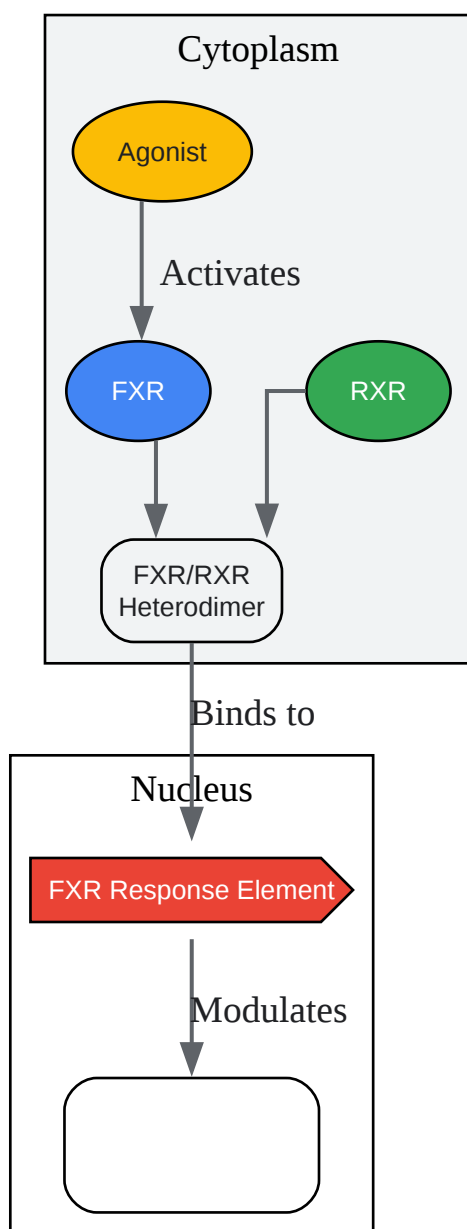 Cytoplasm
Agonist
Activates
FXR
RXR
FXR/RXR
Heterodimer
Binds to
Nucleus
FXR Response Element
Modulates